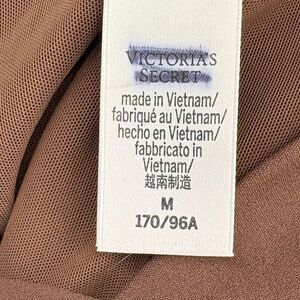 VICTORIA'S
SECRET
made in Vietnam/
fabriqué au Vietnam/
hecho en Vietnam/
fabbricato in
Vietnam/
越南制造
M
170/96A